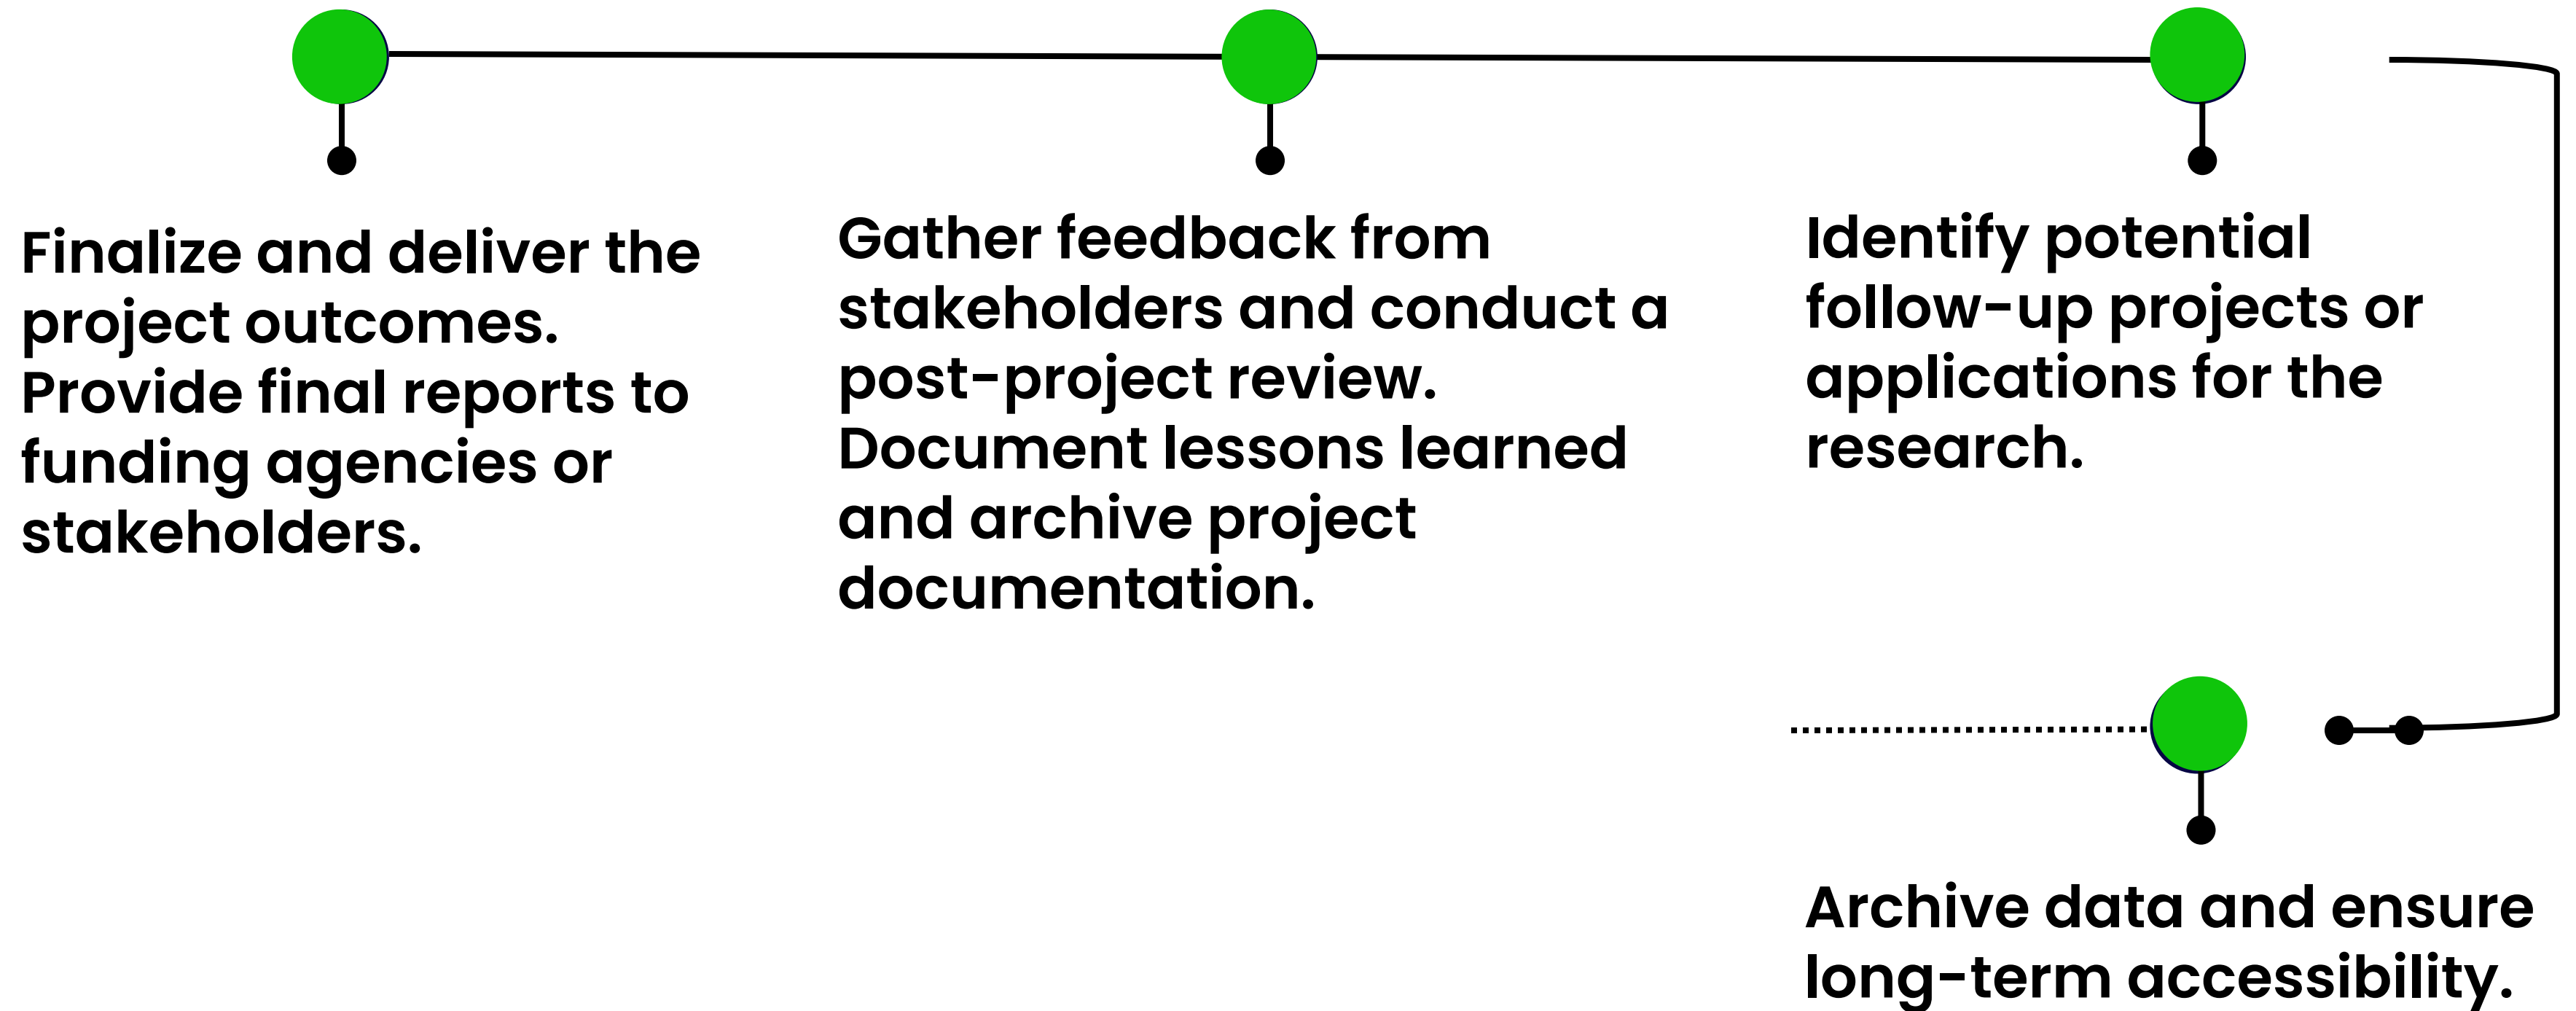 Finalize and deliver the
project outcomes.
Provide final reports to
funding agencies or
stakeholders.
Gather feedback from
stakeholders and conduct a
post-project review.
Document lessons learned
and archive project
documentation.
Identify potential
follow-up projects or
applications for the
research.
Archive data and ensure
long-term accessibility.